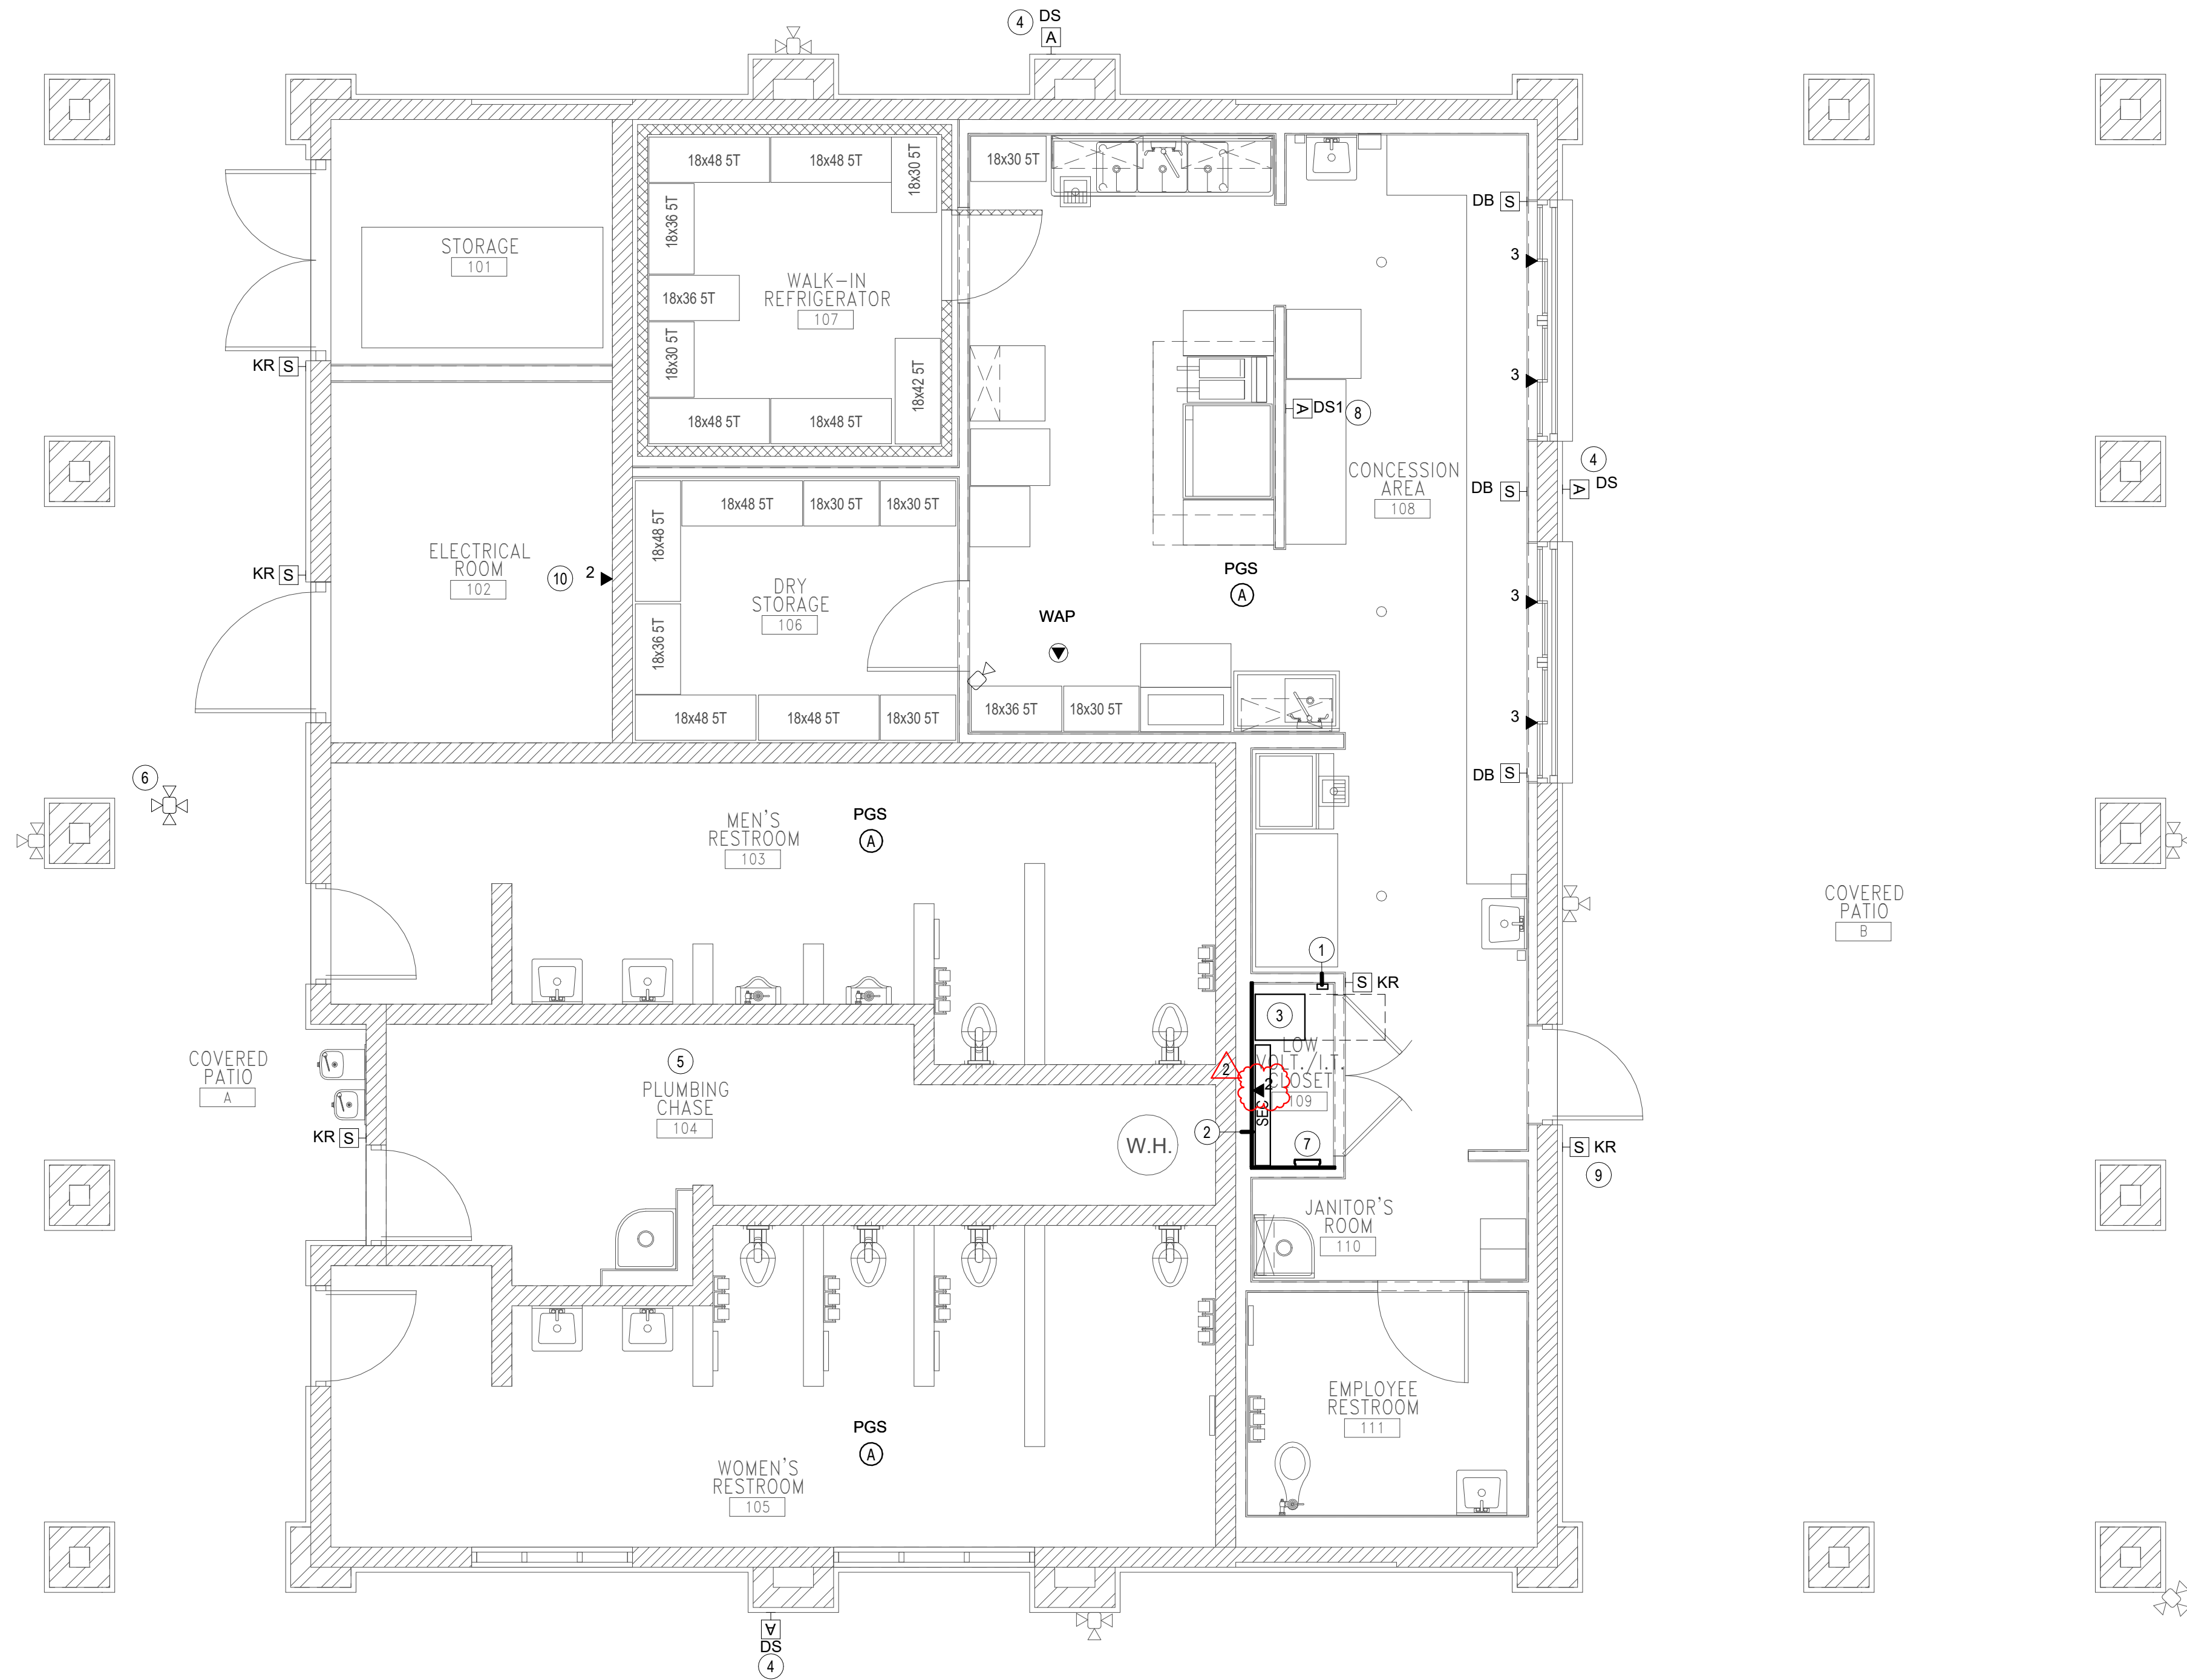 4 DS
A
18x48 5T
18x48 5T
18x30 5T
18x30 5T
18x36 5T
DB S
STORAGE
101
3
WALK-IN
REFRIGERATOR
107
18x36 5T
18x30 5T
KR S
3
18x42 5T
A DS1 8
18x48 5T
18x48 5T
CONCESSION
AREA
108
4
DB S
A DS
18x48 5T
18x48 5T
18x30 5T
18x30 5T
ELECTRICAL
ROOM
102
KR S
10 2
DRY
STORAGE
106
PGS
A
3
WAP
18x36 5T
18x48 5T
18x48 5T
18x30 5T
18x36 5T
18x30 5T
3
DB S
6
MEN'S
RESTROOM
103
PGS
A
COVERED
PATIO
B
1
S KR
3
COVERED
PATIO
A
5
PLUMBING
CHASE
104
LOW
VOLT./I.T.
CLOSET
109
2
2
SEC
2
7
W.H.
KR S
S KR
9
JANITOR'S
ROOM
110
EMPLOYEE
RESTROOM
111
PGS
A
WOMEN'S
RESTROOM
105
A
DS
4